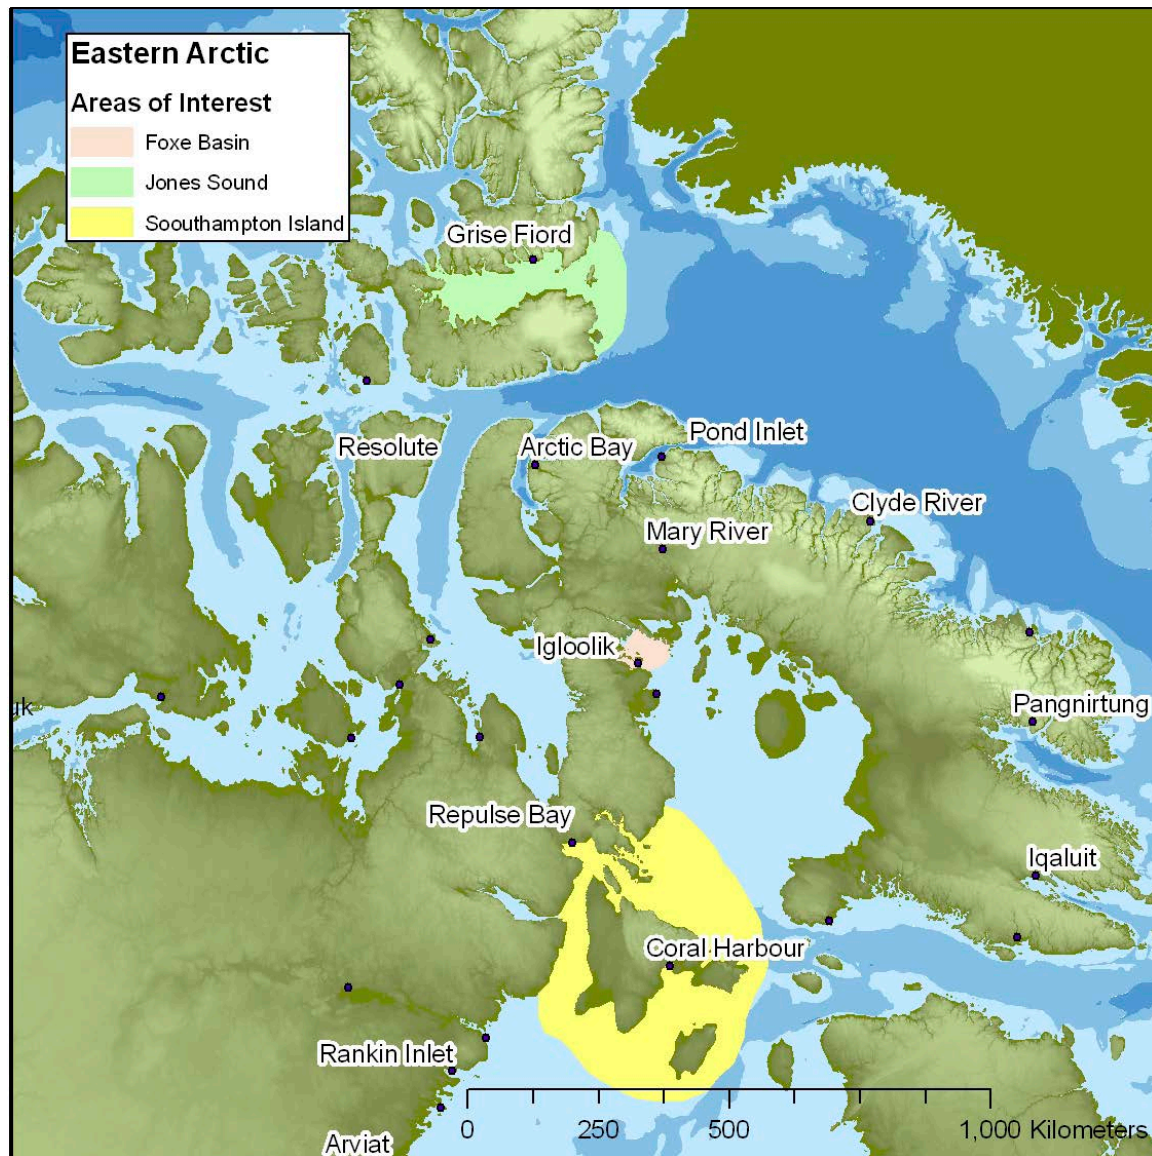 Eastern Arctic
Areas of Interest
Foxe Basin
Jones Sound
Soouthampton Island
Grise Fiord
Resolute
Arctic Bay
Pond Inlet
Clyde River
Mary River
Igloolik
uk
Pangnirtung
Repulse Bay
Iqaluit
Coral Harbour
Rankin Inlet
0 250 500 1,000 Kilometers
Arviat